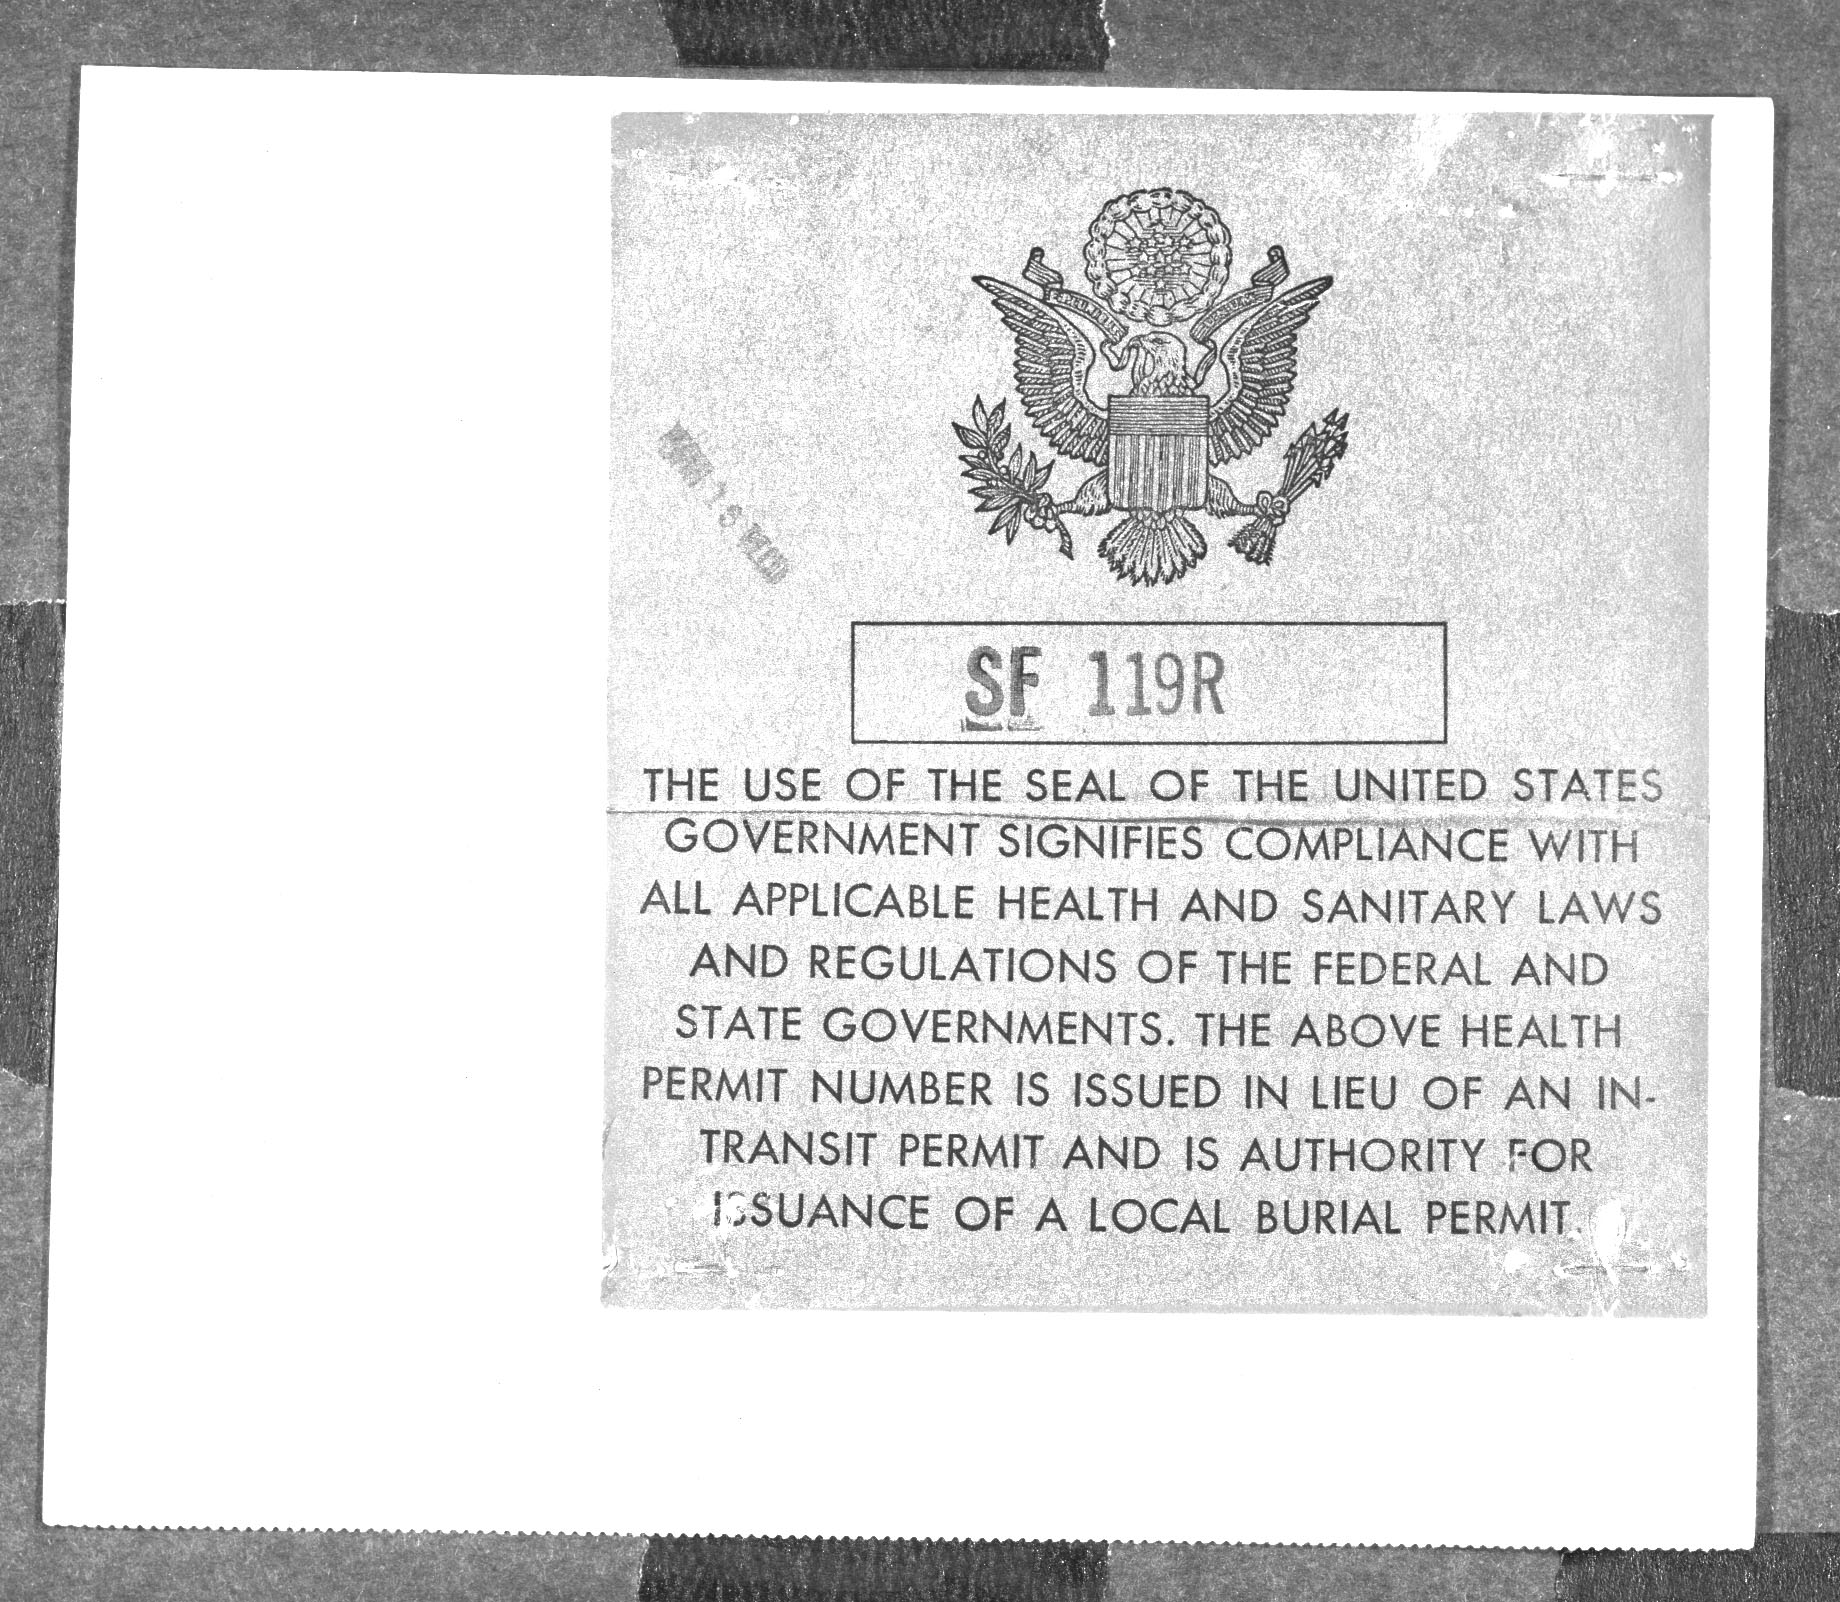 SF 119R
THE USE OF THE SEAL OF THE UNITED STATES
GOVERNMENT SIGNIFIES COMPLIANCE WITH
ALL APPLICABLE HEALTH AND SANITARY LAWS
AND REGULATIONS OF THE FEDERAL AND
STATE GOVERNMENTS. THE ABOVE HEALTH
PERMIT NUMBER IS ISSUED IN LIEU OF AN IN-
TRANSIT PERMIT AND IS AUTHORITY FOR
ISSUANCE OF A LOCAL BURIAL PERMIT.